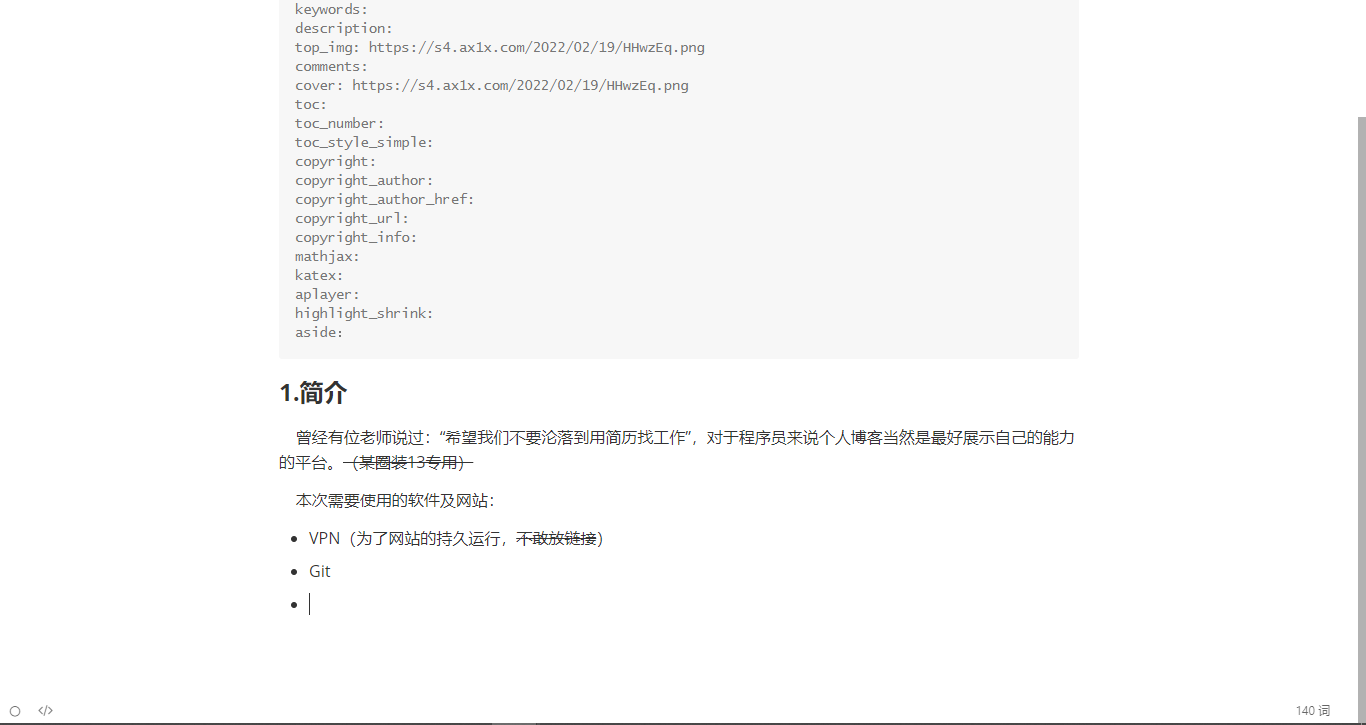 keywords:
description:
top_img: https://s4.ax1x.com/2022/02/19/HHwzEq.png
comments:
cover: https://s4.ax1x.com/2022/02/19/HHwzEq.png
toc:
toc_number:
toc_style_simple:
copyright:
copyright_author:
copyright_author_href:
copyright_url:
copyright_info:
mathjax:
katex:
aplayer:
highlight_shrink:
aside:
1.简介
曾经有位老师说过：“希望我们不要沦落到用简历找工作”，对于程序员来说个人博客当然是最好展示自己的能力
的平台。（某圈装13专用）
本次需要使用的软件及网站：
VPN（为了网站的持久运行，不敢放链接）
Git
140 词